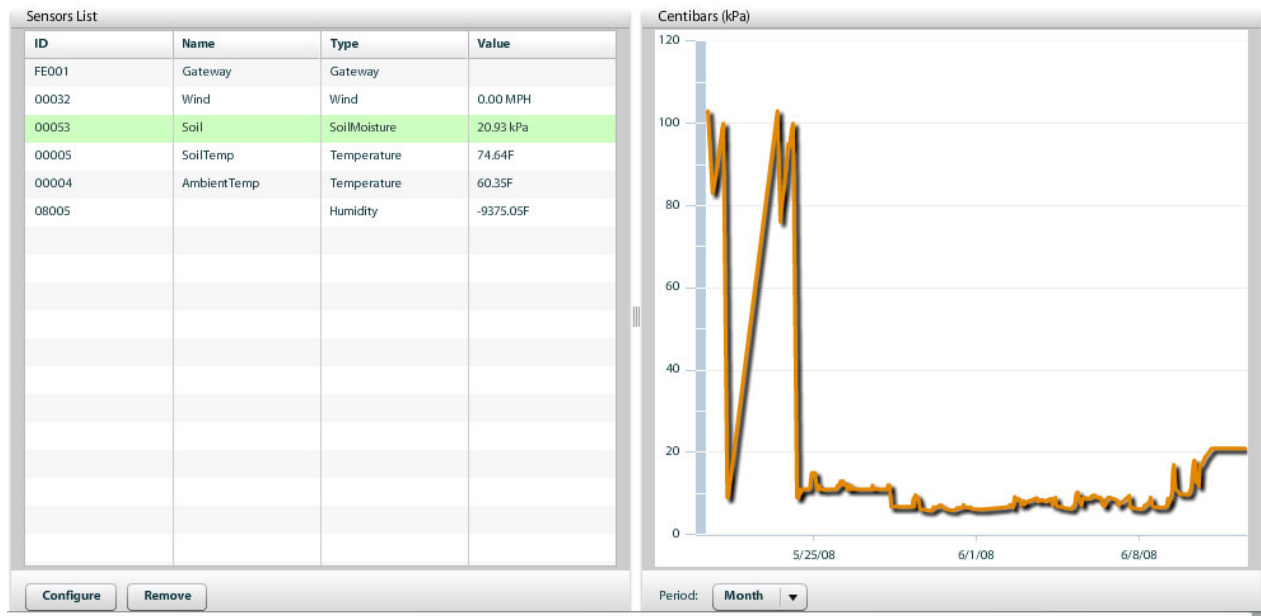 Sensors List
ID Name Type Value
FE001 Gateway Gateway
00032 Wind Wind 0.00 MPH
00053 Soil SoilMoisture 20.93 kPa
00005 SoilTemp Temperature 74.64F
00004 AmbientTemp Temperature 60.35F
08005 Humidity -9375.05F
Configure Remove
Centibars (kPa)
120
100
80
60
40
20
0
5/25/08 6/1/08 6/8/08
Period: Month